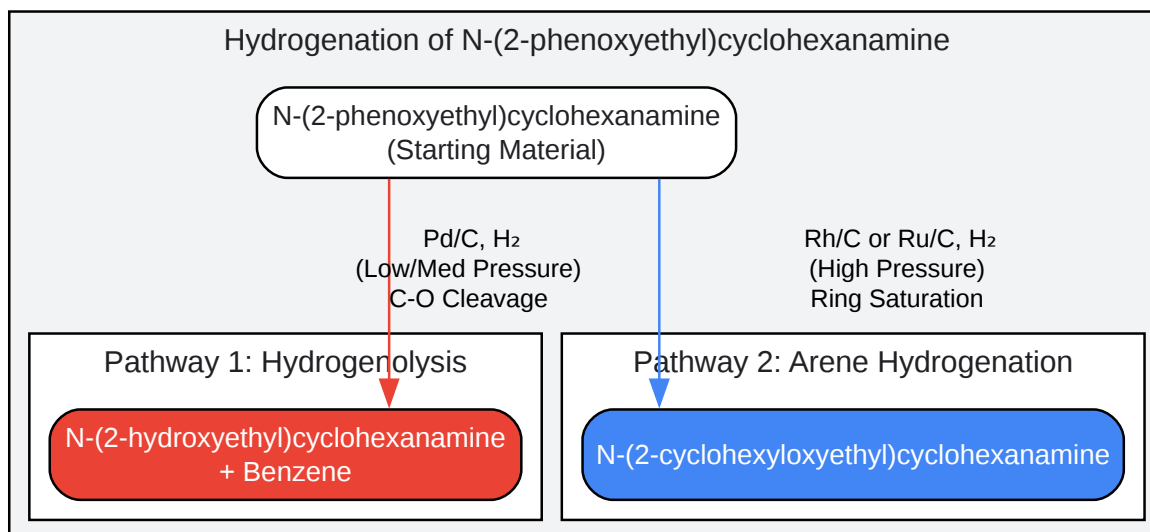 Hydrogenation of N-(2-phenoxyethyl)cyclohexanamine
N-(2-phenoxyethyl)cyclohexanamine
(Starting Material)
Pd/C, H₂
(Low/Med Pressure)
C-O Cleavage
Rh/C or Ru/C, H₂
(High Pressure)
Ring Saturation
Pathway 1: Hydrogenolysis
N-(2-hydroxyethyl)cyclohexanamine
+ Benzene
Pathway 2: Arene Hydrogenation
N-(2-cyclohexyloxyethyl)cyclohexanamine